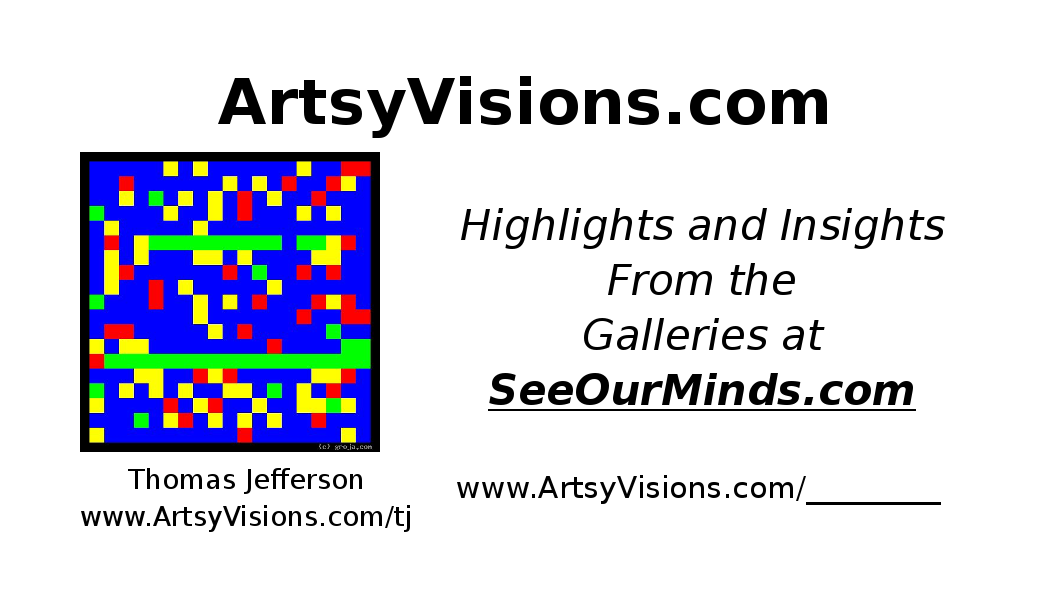 ArtsyVisions.com
Highlights and Insights
From the
Galleries at
SeeOurMinds.com
(c) groja.com
Thomas Jefferson
www.ArtsyVisions.com/tj
www.ArtsyVisions.com/_________